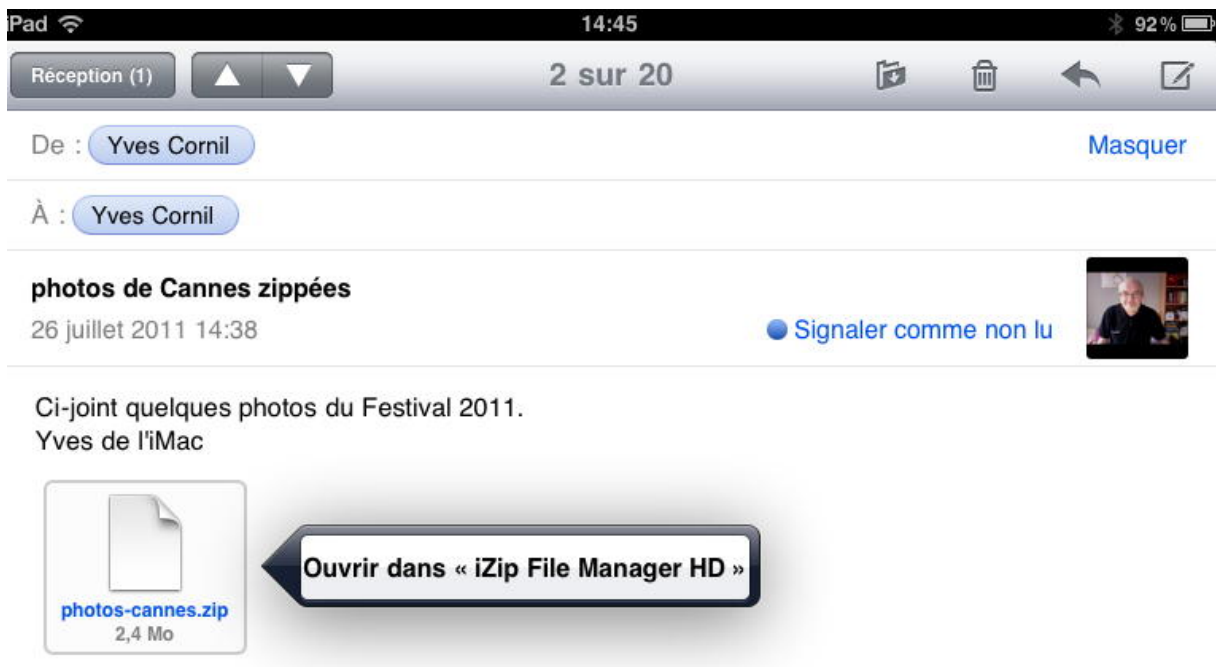 iPad 14:45 92 %
Réception (1) 2 sur 20
De : Yves Cornil Masquer
À : Yves Cornil
photos de Cannes zippées
26 juillet 2011 14:38 Signaler comme non lu
Ci-joint quelques photos du Festival 2011.
Yves de l'iMac
Ouvrir dans « iZip File Manager HD »
photos-cannes.zip
2,4 Mo